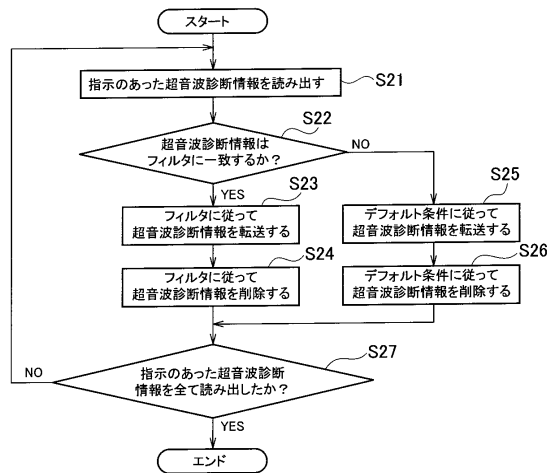 スタート
指示のあった超音波診断情報を読み出す
S21
S22
超音波診断情報は
フィルタに一致するか？
NO
YES
S23
フィルタに従って
超音波診断情報を転送する
S25
デフォルト条件に従って
超音波診断情報を転送する
S24
フィルタに従って
超音波診断情報を削除する
S26
デフォルト条件に従って
超音波診断情報を削除する
S27
指示のあった超音波診断
情報を全て読み出したか？
NO
YES
エンド